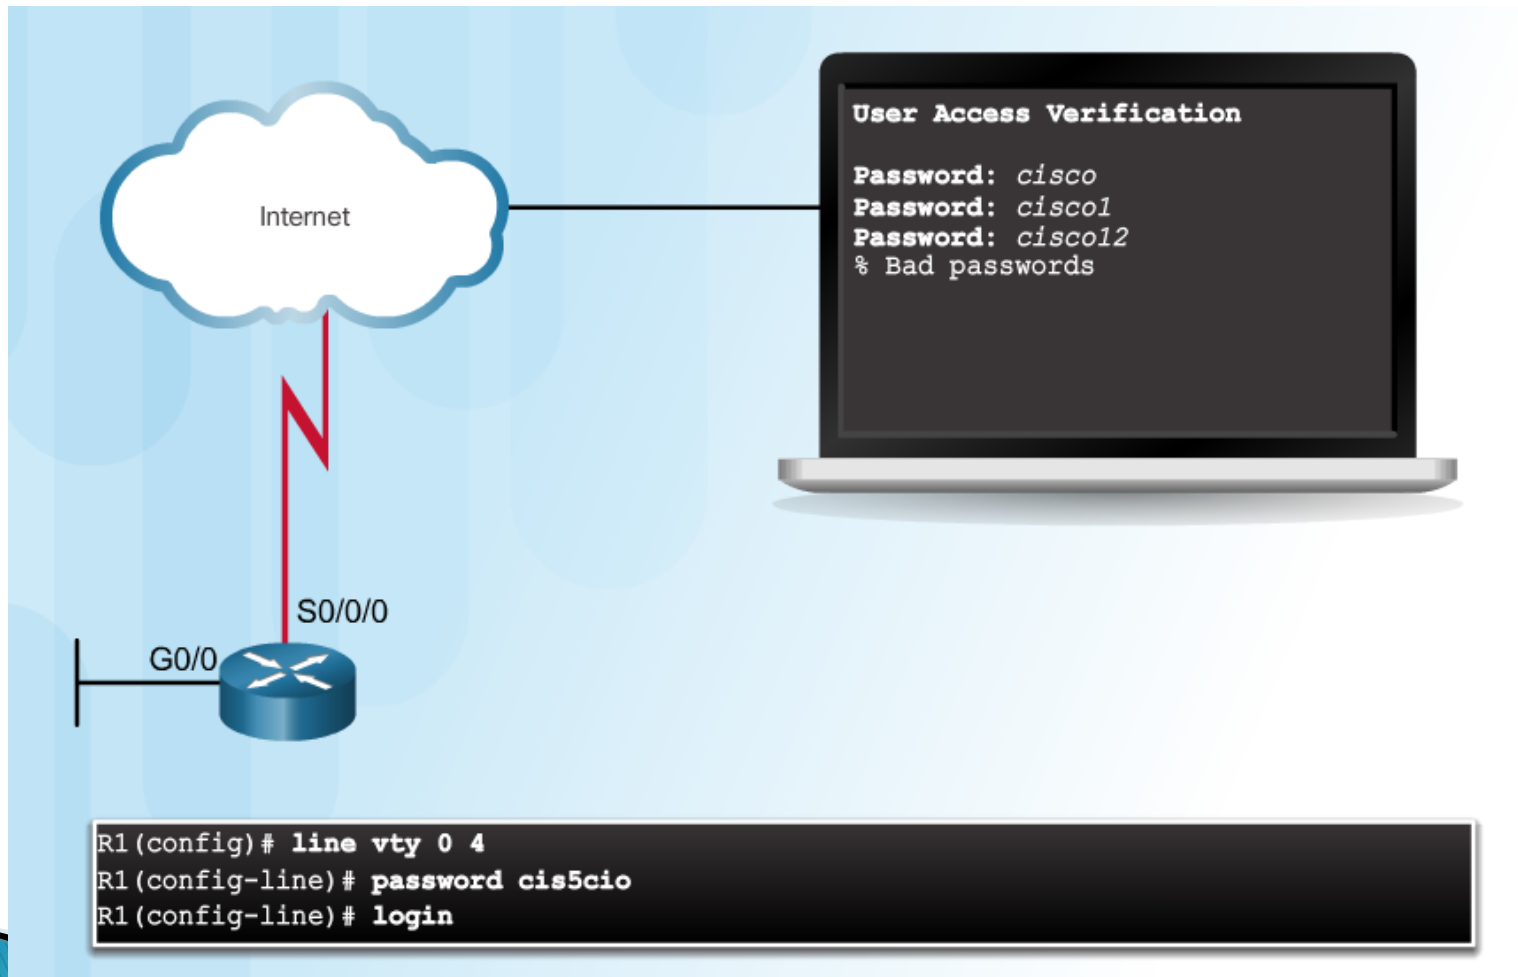 User Access Verification
Password: cisco
Password: cisco1
Password: cisco12
% Bad passwords
Internet
S0/0/0
G0/0
R1(config)# line vty 0 4
R1(config-line)# password cis5cio
R1(config-line)# login